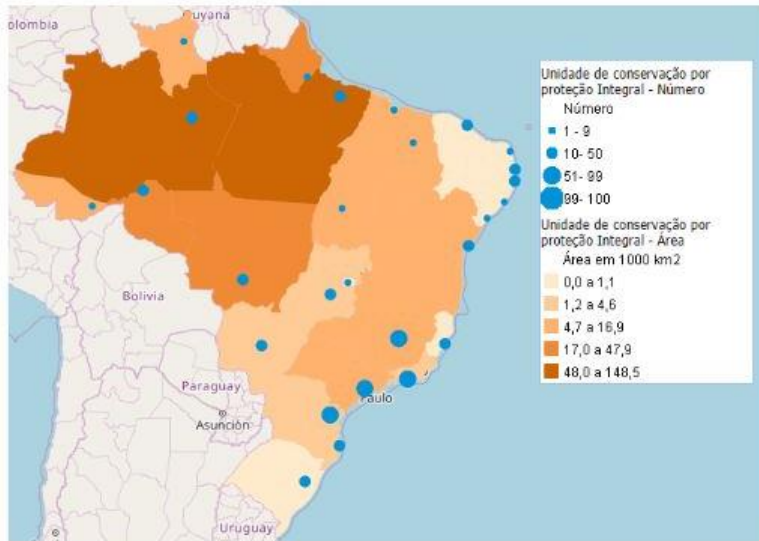 Guyana
olombia
Bolivia
Paraguay
Asunción
Paulo
Uruguay
Unidade de conservação por
proteção Integral - Número
Número
1 - 9
10- 50
51- 99
99- 100
Unidade de conservação por
proteção Integral - Área
Área em 1000 km2
0,0 a 1,1
1,2 a 4,6
4,7 a 16,9
17,0 a 47,9
48,0 a 148,5